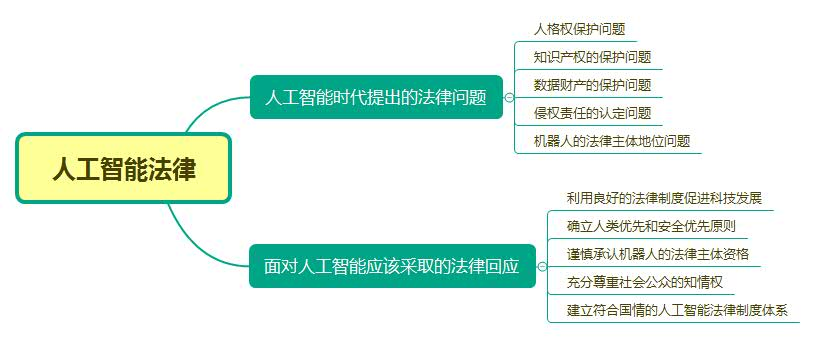 人工智能法律
人工智能时代提出的法律问题
人格权保护问题
知识产权的保护问题
数据财产的保护问题
侵权责任的认定问题
机器人的法律主体地位问题
面对人工智能应该采取的法律回应
利用良好的法律制度促进科技发展
确立人类优先和安全优先原则
谨慎承认机器人的法律主体资格
充分尊重社会公众的知情权
建立符合国情的人工智能法律制度体系